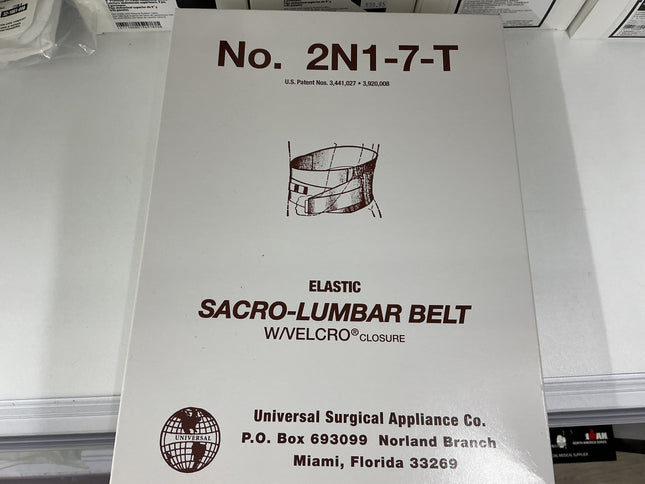 No. 2N1-7-T
U.S. Patent Nos. 3,441,027 • 3,920,008
ELASTIC
SACRO-LUMBAR BELT
W/VELCRO® CLOSURE
UNIVERSAL
Universal Surgical Appliance Co.
P.O. Box 693099 Norland Branch
Miami, Florida 33269